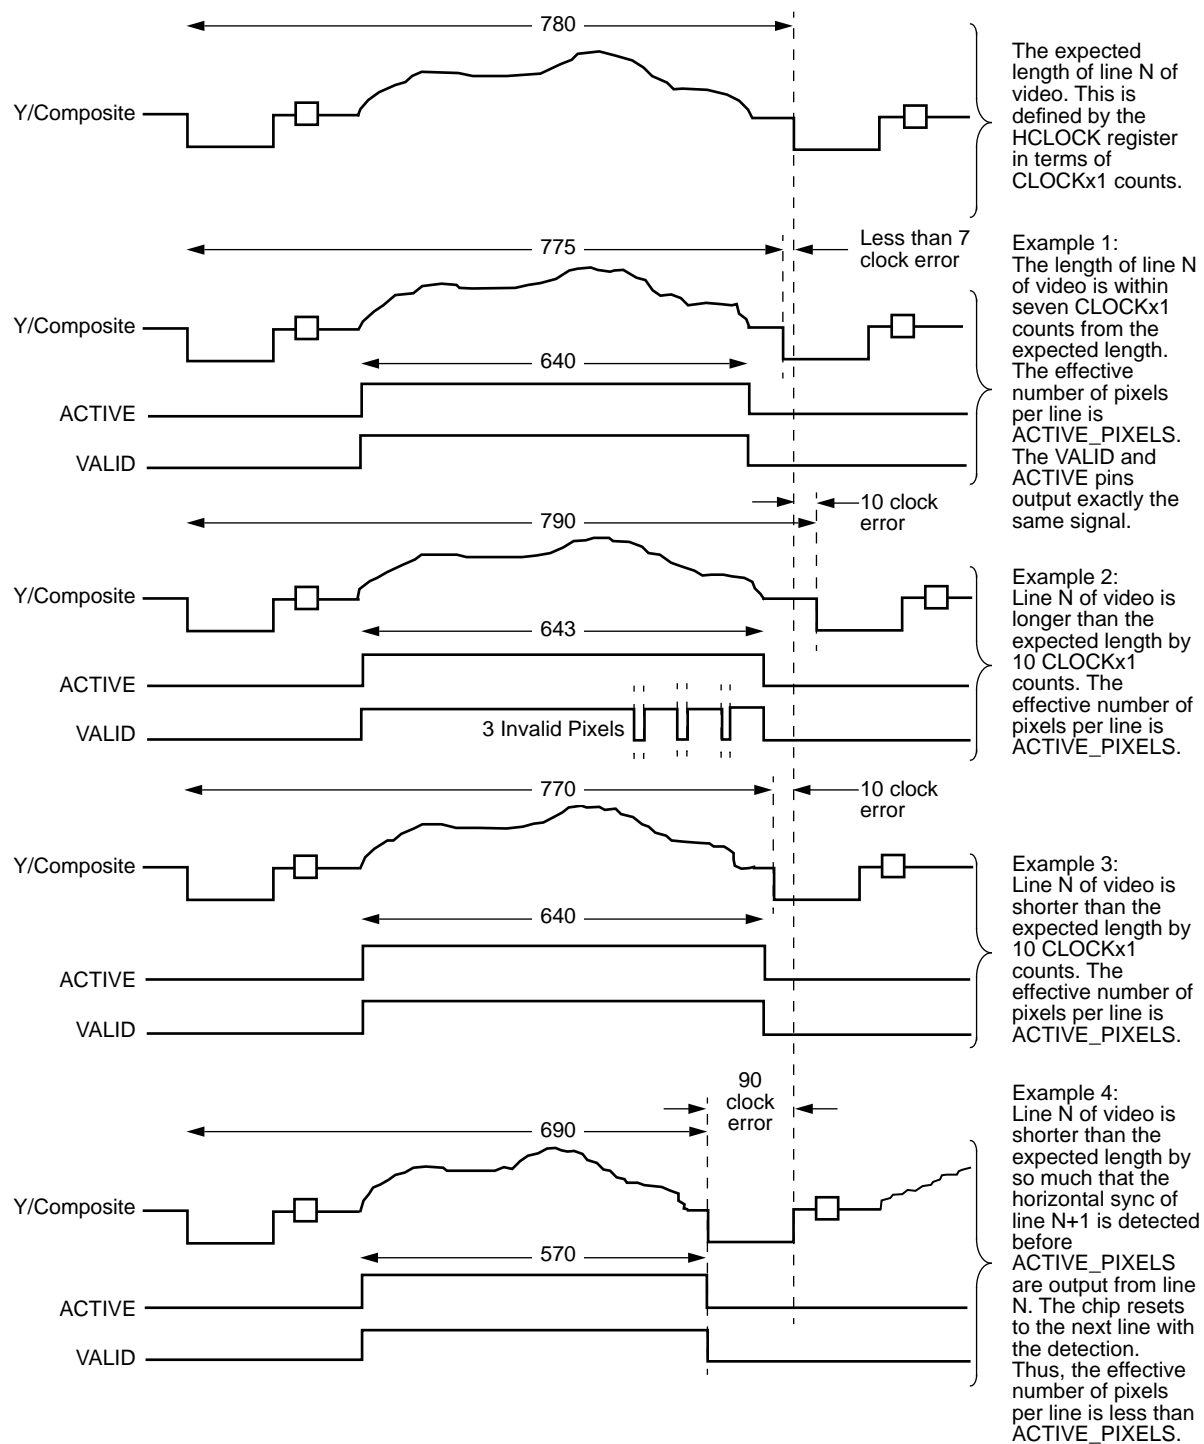 780
Y/Composite
The expected
length of line N of
video. This is
defined by the
HCLOCK register
in terms of
CLOCKx1 counts.
775
Less than 7
clock error
Y/Composite
640
ACTIVE
VALID
Example 1:
The length of line N
of video is within
seven CLOCKx1
counts from the
expected length.
The effective
number of pixels
per line is
ACTIVE_PIXELS.
The VALID and
ACTIVE pins
output exactly the
same signal.
790
10 clock
error
Y/Composite
643
ACTIVE
VALID
3 Invalid Pixels
Example 2:
Line N of video is
longer than the
expected length by
10 CLOCKx1
counts. The
effective number of
pixels per line is
ACTIVE_PIXELS.
770
10 clock
error
Y/Composite
640
ACTIVE
VALID
Example 3:
Line N of video is
shorter than the
expected length by
10 CLOCKx1
counts. The
effective number of
pixels per line is
ACTIVE_PIXELS.
90
clock
error
690
Y/Composite
570
ACTIVE
VALID
Example 4:
Line N of video is
shorter than the
expected length by
so much that the
horizontal sync of
line N+1 is detected
before
ACTIVE_PIXELS
are output from line
N. The chip resets
to the next line with
the detection.
Thus, the effective
number of pixels
per line is less than
ACTIVE_PIXELS.